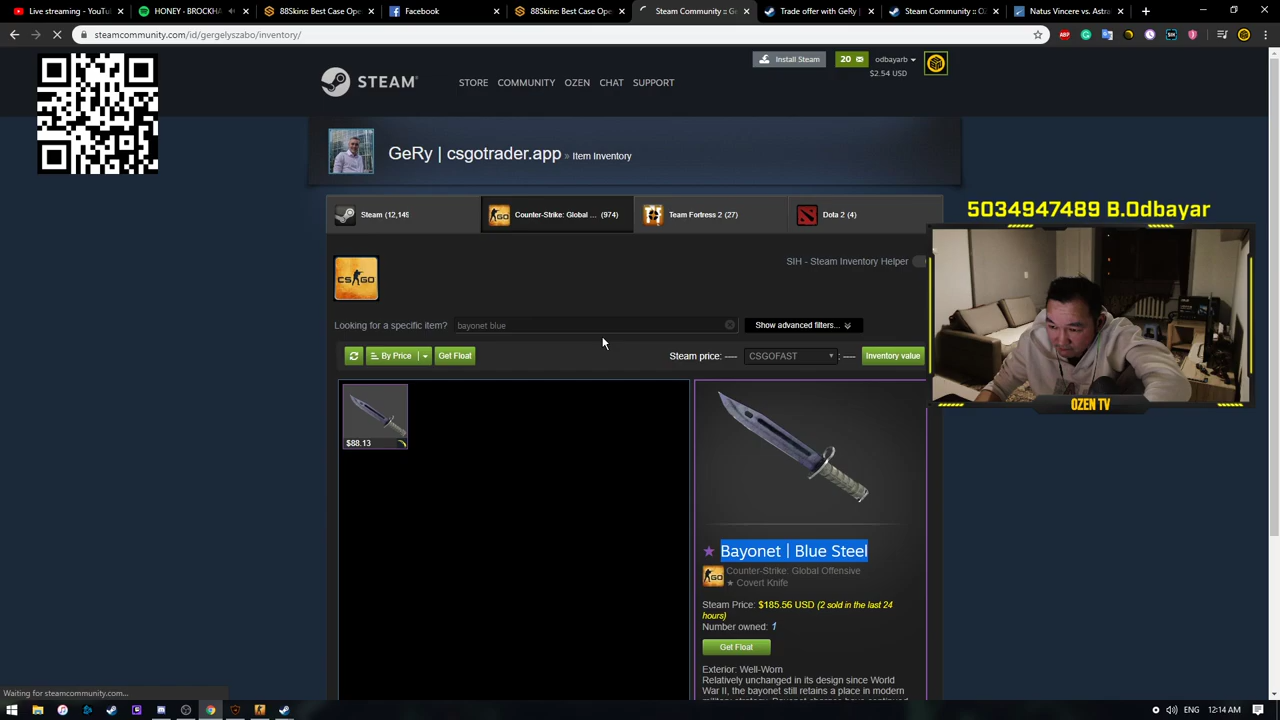 Live streaming - YouTu
HONEY - BROCKHA
88Skins: Best Case Ope
Facebook
88Skins: Best Case Ope
Steam Community :: Ge
Trade offer with GeRy |
Steam Community :: Oz
Natus Vincere vs. Astral
steamcommunity.com/id/gergelyszabo/inventory/
STEAM®
STORE COMMUNITY OZEN CHAT SUPPORT
Install Steam
20
odbayarb
$2.54 USD
GeRy | csgotrader.app » Item Inventory
Steam (12,149
Counter-Strike: Global ... (974)
Team Fortress 2 (27)
Dota 2 (4)
5034947489 B.Odbayar
CS:GO
SIH - Steam Inventory Helper
Looking for a specific item?
bayonet blue
Show advanced filters...
By Price
Get Float
Steam price: ----
CSGOFAST
: ----
Inventory value
OZEN TV
$88.13
★ Bayonet | Blue Steel
Counter-Strike: Global Offensive
★ Covert Knife
Steam Price: $185.56 USD (2 sold in the last 24
hours)
Number owned: 1
Get Float
Exterior: Well-Worn
Relatively unchanged in its design since World
War II, the bayonet still retains a place in modern
Waiting for steamcommunity.com...
ENG 12:14 AM